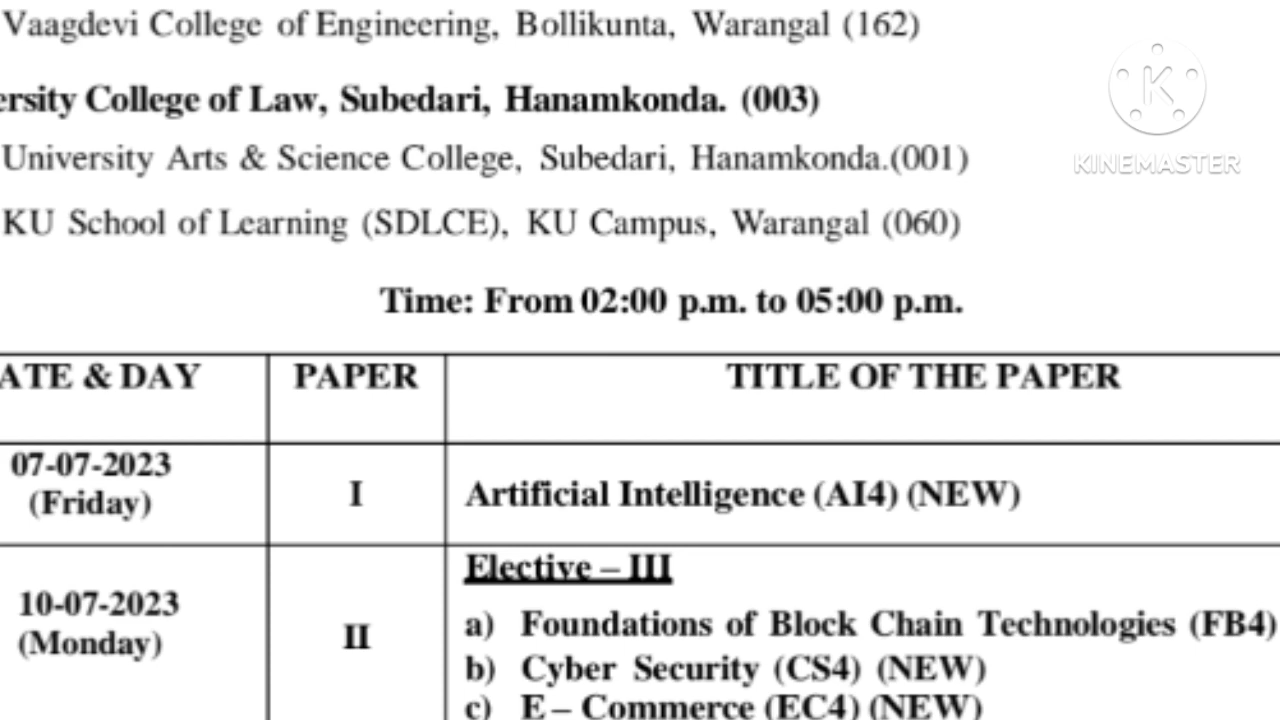 Vaagdevi College of Engineering, Bollikunta, Warangal (162)
ersity College of Law, Subedari, Hanamkonda. (003)
University Arts & Science College, Subedari, Hanamkonda.(001)
KU School of Learning (SDLCE), KU Campus, Warangal (060)
K
KINEMASTER
Time: From 02:00 p.m. to 05:00 p.m.
ATE & DAY PAPER TITLE OF THE PAPER
07-07-2023
(Friday)
I
Artificial Intelligence (AI4) (NEW)
10-07-2023
(Monday)
II
Elective – III
a) Foundations of Block Chain Technologies (FB4)
b) Cyber Security (CS4) (NEW)
c) E – Commerce (EC4) (NEW)